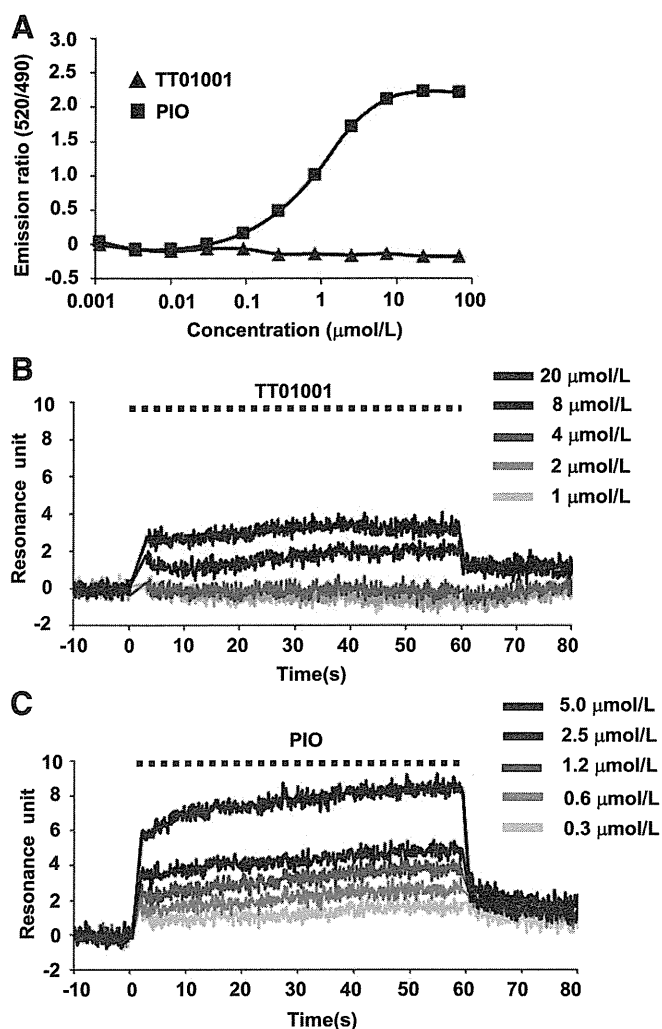 A
3.0
2.5
2.0
1.5
1.0
0.5
0
-0.5
Emission ratio (520/490)
TT01001
PIO
0.001
0.01
0.1
1
10
100
Concentration (μmol/L)
B
TT01001
10
8
6
4
2
0
-2
Resonance unit
-10
0
10
20
30
40
50
60
70
80
Time(s)
20 μmol/L
8 μmol/L
4 μmol/L
2 μmol/L
1 μmol/L
C
PIO
10
8
6
4
2
0
-2
Resonance unit
-10
0
10
20
30
40
50
60
70
80
Time(s)
5.0 μmol/L
2.5 μmol/L
1.2 μmol/L
0.6 μmol/L
0.3 μmol/L